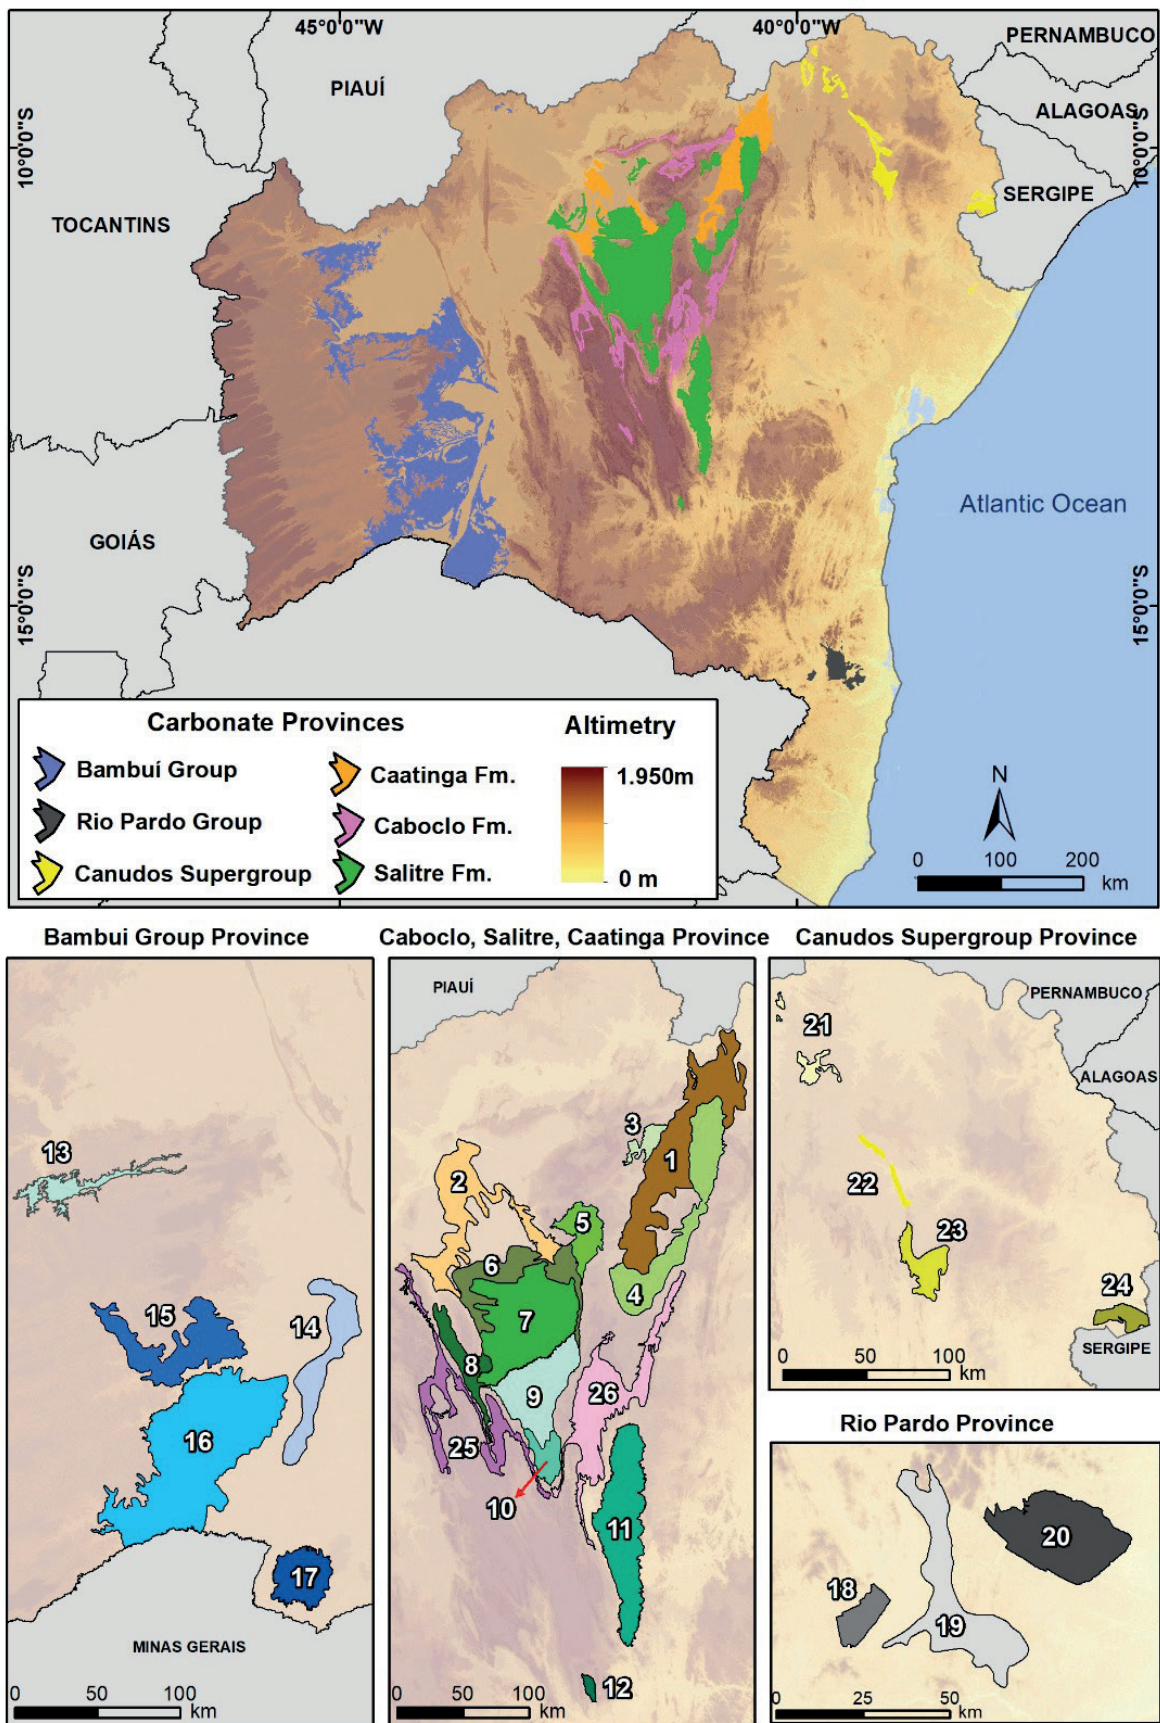 45°0'0"W
40°0'0"W
PERNAMBUCO
PIAUÍ
ALAGOAS
10°0'0"S
10°0'0"S
SERGIPE
TOCANTINS
Atlantic Ocean
GOIÁS
15°0'0"S
15°0'0"S
Carbonate Provinces
Bambuí Group
Rio Pardo Group
Canudos Supergroup
Caatinga Fm.
Caboclo Fm.
Salitre Fm.
Altimetry
1.950m
0 m
N
0 100 200
km
Bambui Group Province
13
14
15
16
17
MINAS GERAIS
0 50 100
km
Caboclo, Salitre, Caatinga Province
PIAUÍ
3
1
2
5
6
4
7
8
9
26
25
10
11
12
0 50 100
km
Canudos Supergroup Province
PERNAMBUCO
21
ALAGOAS
22
23
24
SERGIPE
0 50 100
km
Rio Pardo Province
20
18
19
0 25 50
km